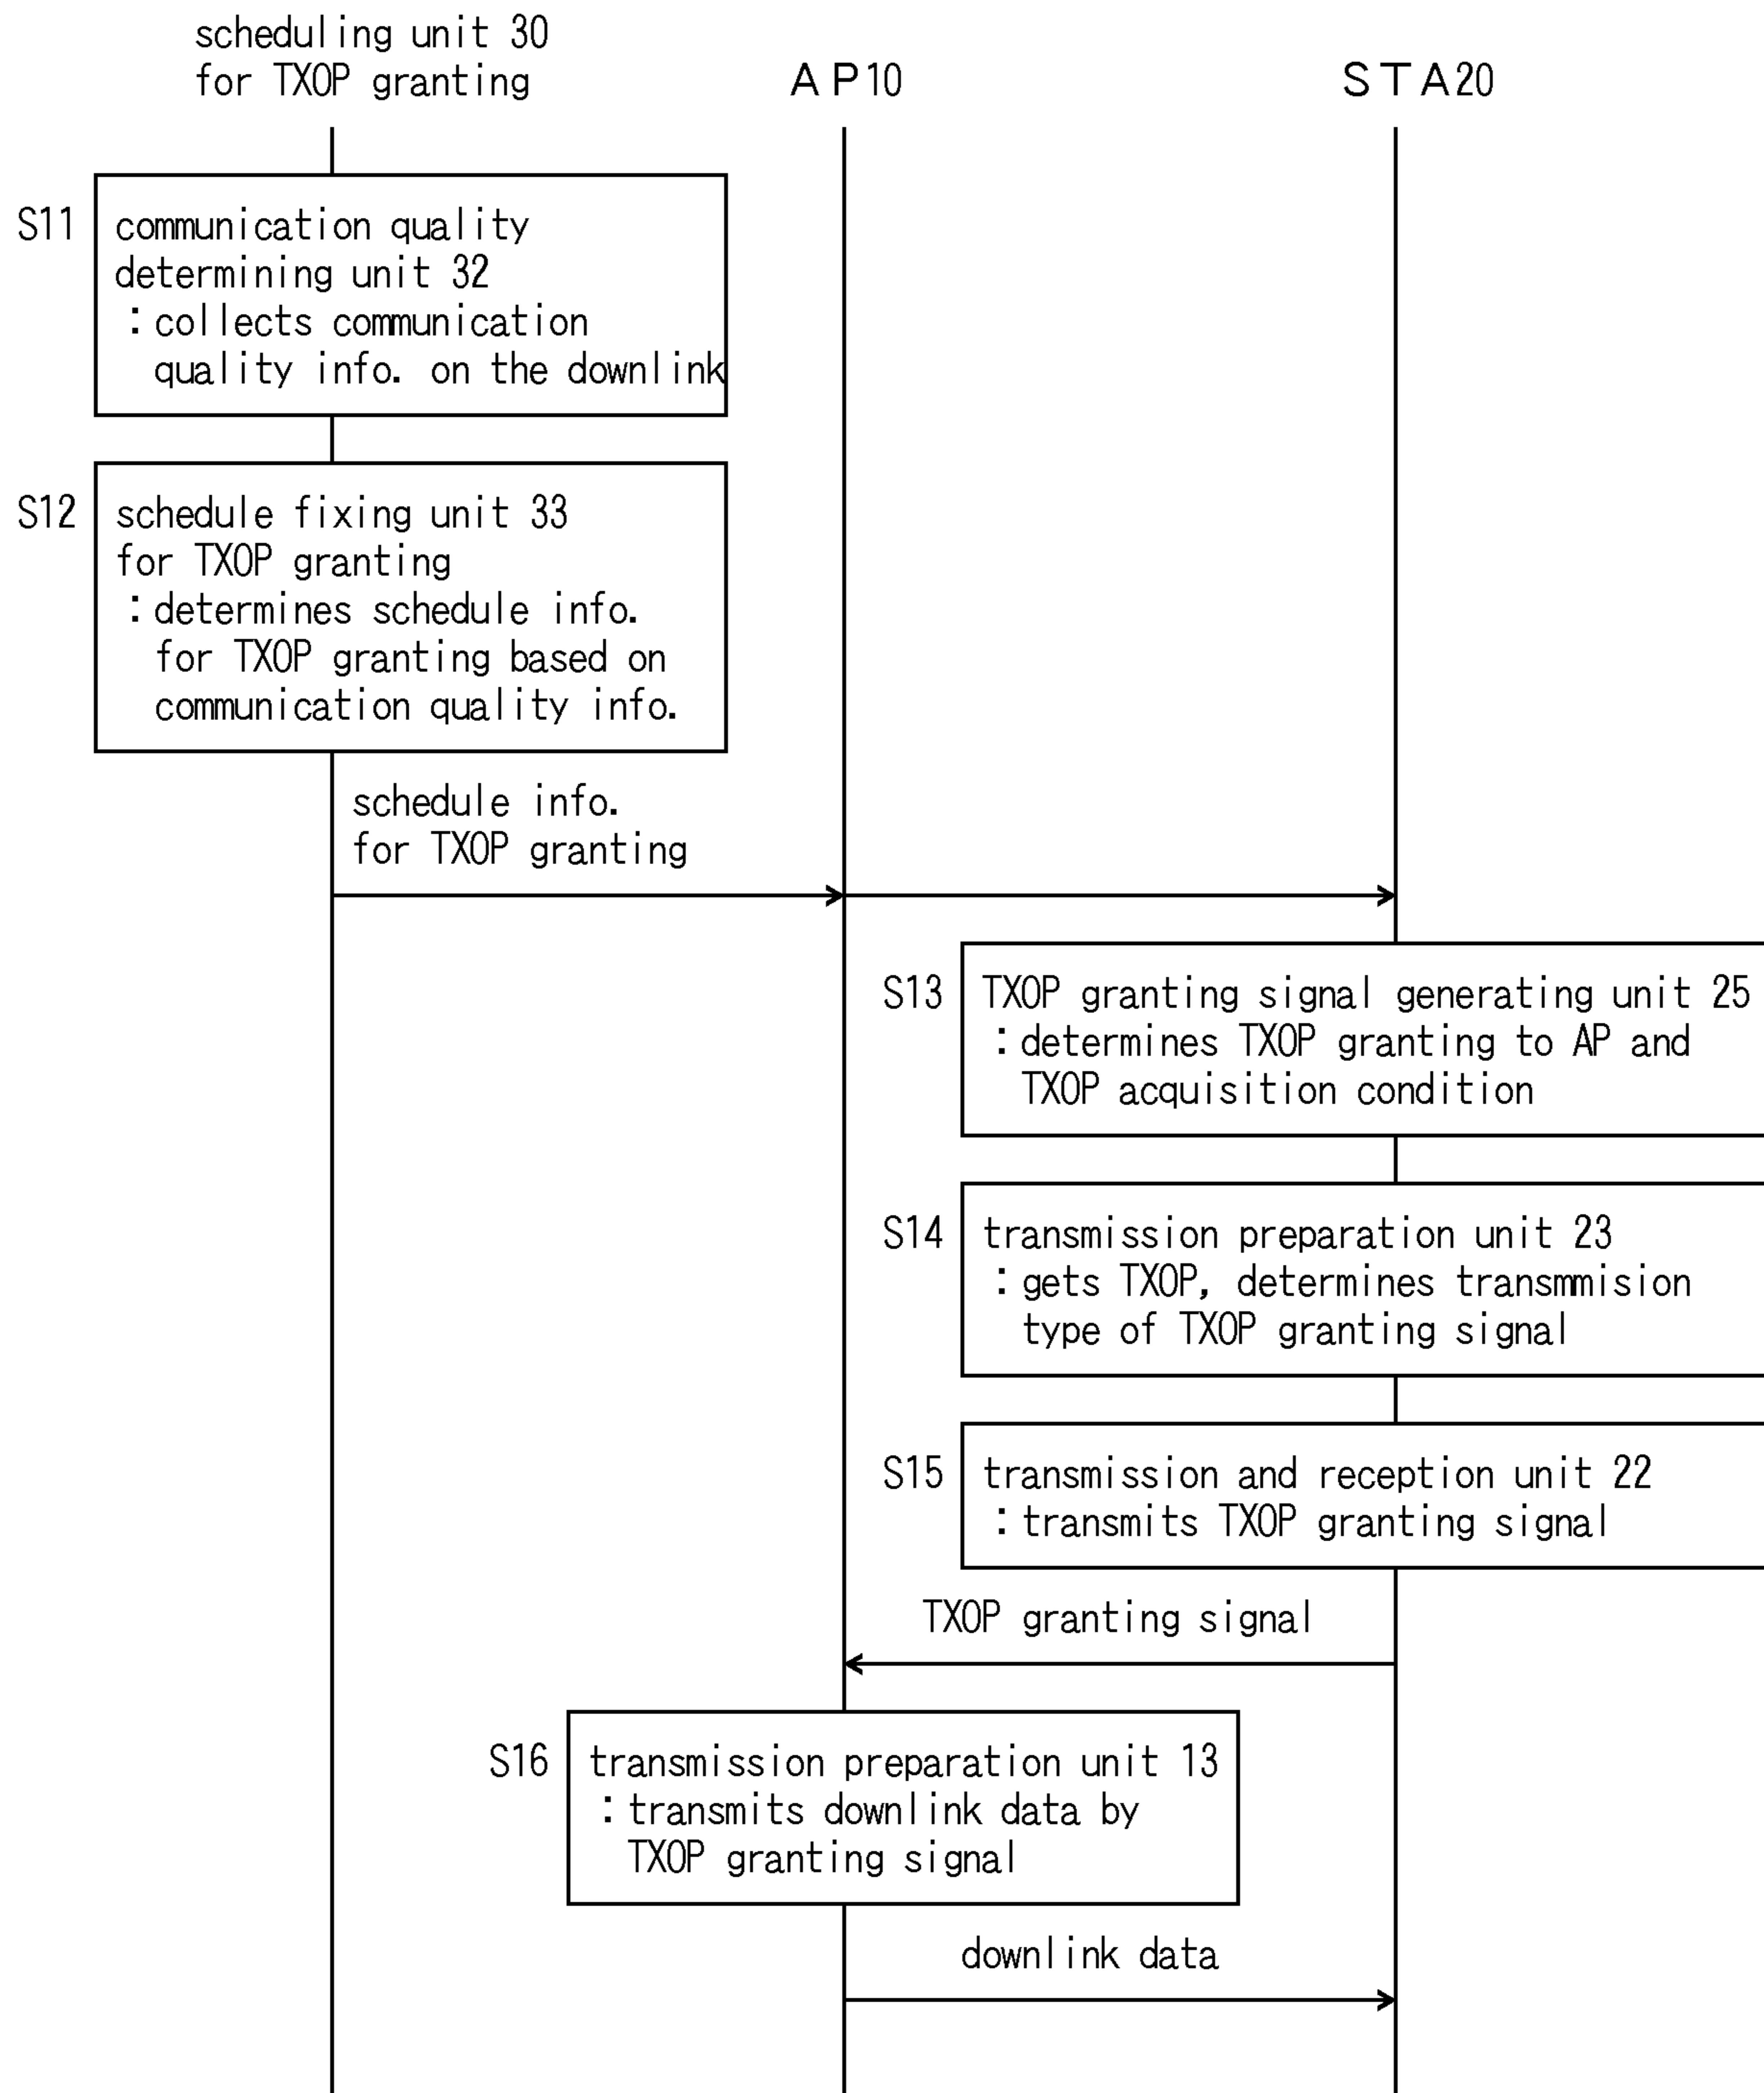 scheduling unit 30
for TXOP granting
AP10
STA20
S11
communication quality
determining unit 32
:collects communication
quality info. on the downlink
S12
schedule fixing unit 33
for TXOP granting
:determines schedule info.
for TXOP granting based on
communication quality info.
schedule info.
for TXOP granting
S13
TXOP granting signal generating unit 25
:determines TXOP granting to AP and
TXOP acquisition condition
S14
transmission preparation unit 23
:gets TXOP, determines transmmision
type of TXOP granting signal
S15
transmission and reception unit 22
:transmits TXOP granting signal
TXOP granting signal
S16
transmission preparation unit 13
:transmits downlink data by
TXOP granting signal
downlink data